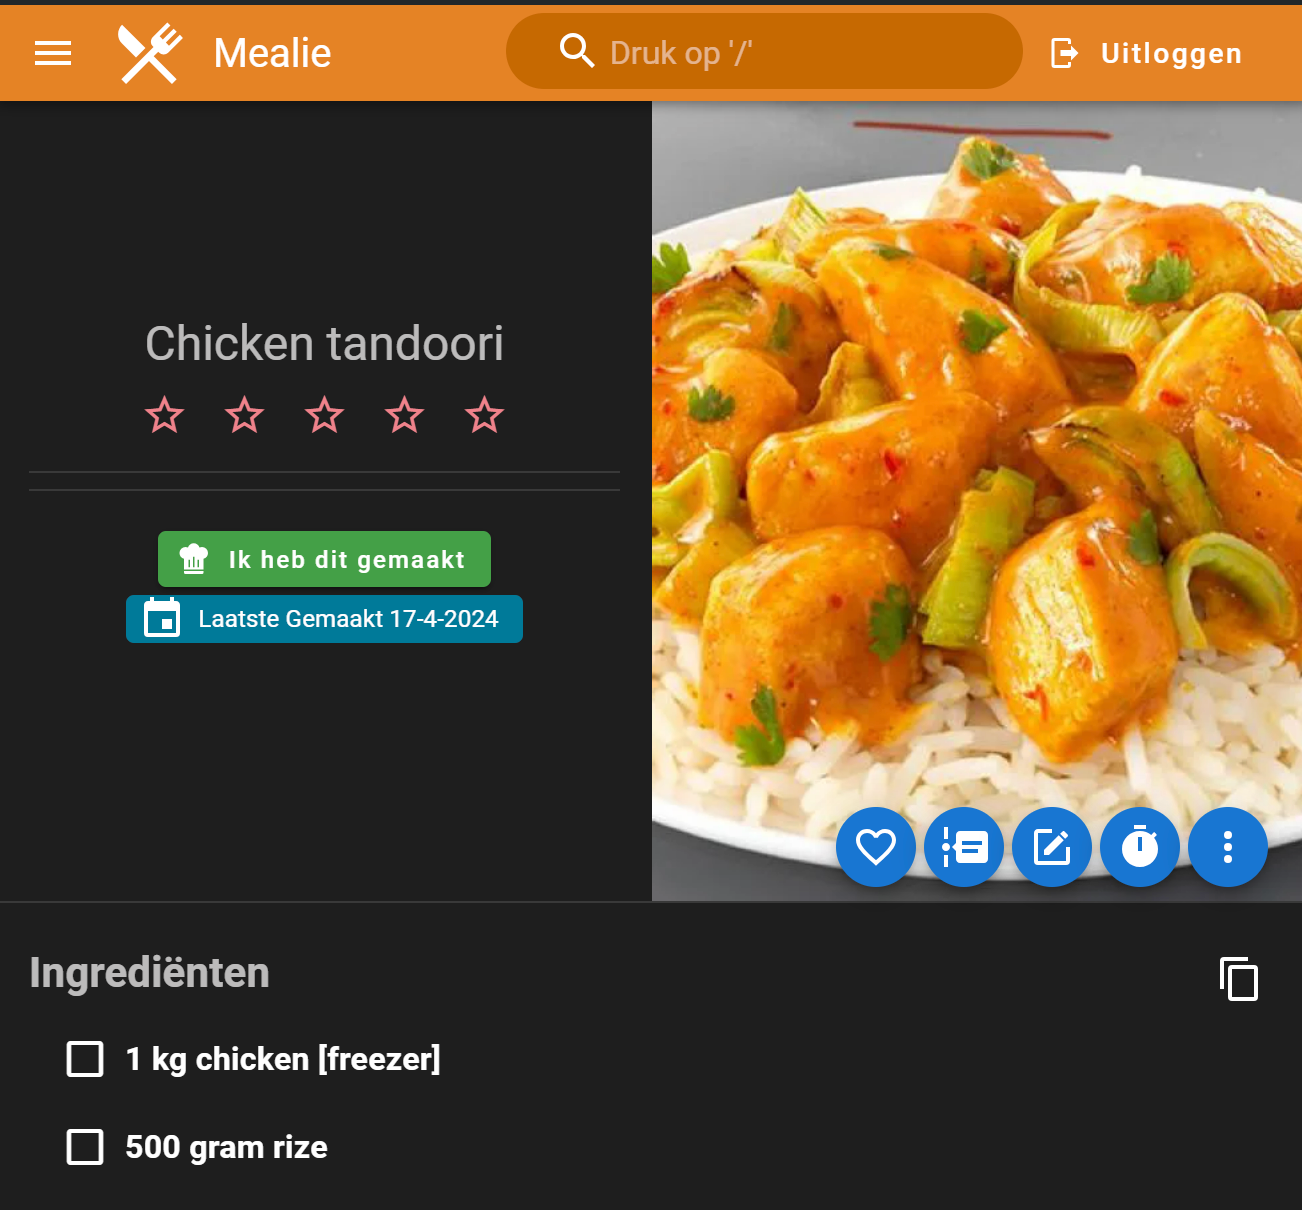 Mealie
Druk op '/'
Uitloggen
Chicken tandoori
Ik heb dit gemaakt
Laatste Gemaakt 17-4-2024
Ingrediënten
1 kg chicken [freezer]
500 gram rize